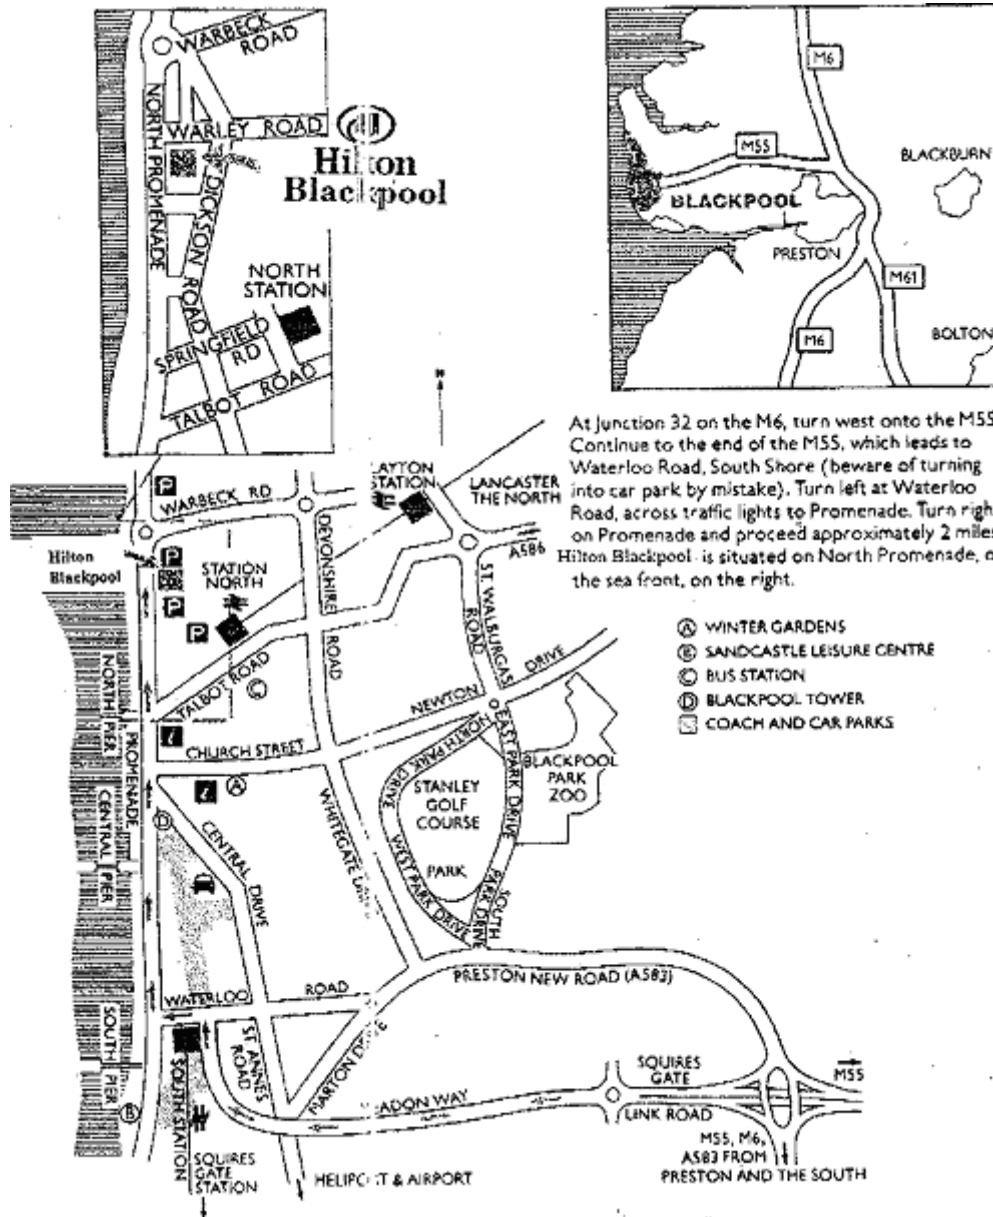 WARBECK
ROAD
NORTH PROMENADE
WARLEY ROAD
DICKSON ROAD
Hilton
Blackpool
NORTH
STATION
SPRINGFIELD
RD
TALBOT ROAD
M6
M55
BLACKBURN
BLACKPOOL
PRESTON
M61
M6
BOLTON
N
At Junction 32 on the M6, turn west onto the M55
Continue to the end of the M55, which leads to
Waterloo Road, South Shore (beware of turning
into car park by mistake). Turn left at Waterloo
Road, across traffic lights to Promenade. Turn righ
on Promenade and proceed approximately 2 miles
Hilton Blackpool is situated on North Promenade, o
the sea front, on the right.
A WINTER GARDENS
B SANDCASTLE LEISURE CENTRE
C BUS STATION
D BLACKPOOL TOWER
COACH AND CAR PARKS
P
WARBECK RD
DEVONSHIRE
ROAD
LAYTON
STATION
LANCASTER
THE NORTH
A586
Hilton
Blackpool
P
P
P
STATION
NORTH
ST. WALBURGAS
ROAD
TALBOT ROAD
C
NEWTON DRIVE
NORTH PIER
PROMENADE
i
CHURCH STREET
i
A
NORTH PARK DRIVE
EAST PARK DRIVE
BLACKPOOL
PARK
ZOO
STANLEY
GOLF
COURSE
PARK
WEST PARK DRIVE
SOUTH
PARK DRIVE
WHITEGATE
CENTRAL PIER
D
CENTRAL DRIVE
WATERLOO ROAD
PRESTON NEW ROAD (A583)
SOUTH PIER
B
SOUTH STATION
ST. ANNES
ROAD
MARTON
WAY
SQUIRES
GATE
LINK ROAD
M55
M55, M6,
A583 FROM
PRESTON AND THE SOUTH
SQUIRES
GATE
STATION
HELIPORT & AIRPORT